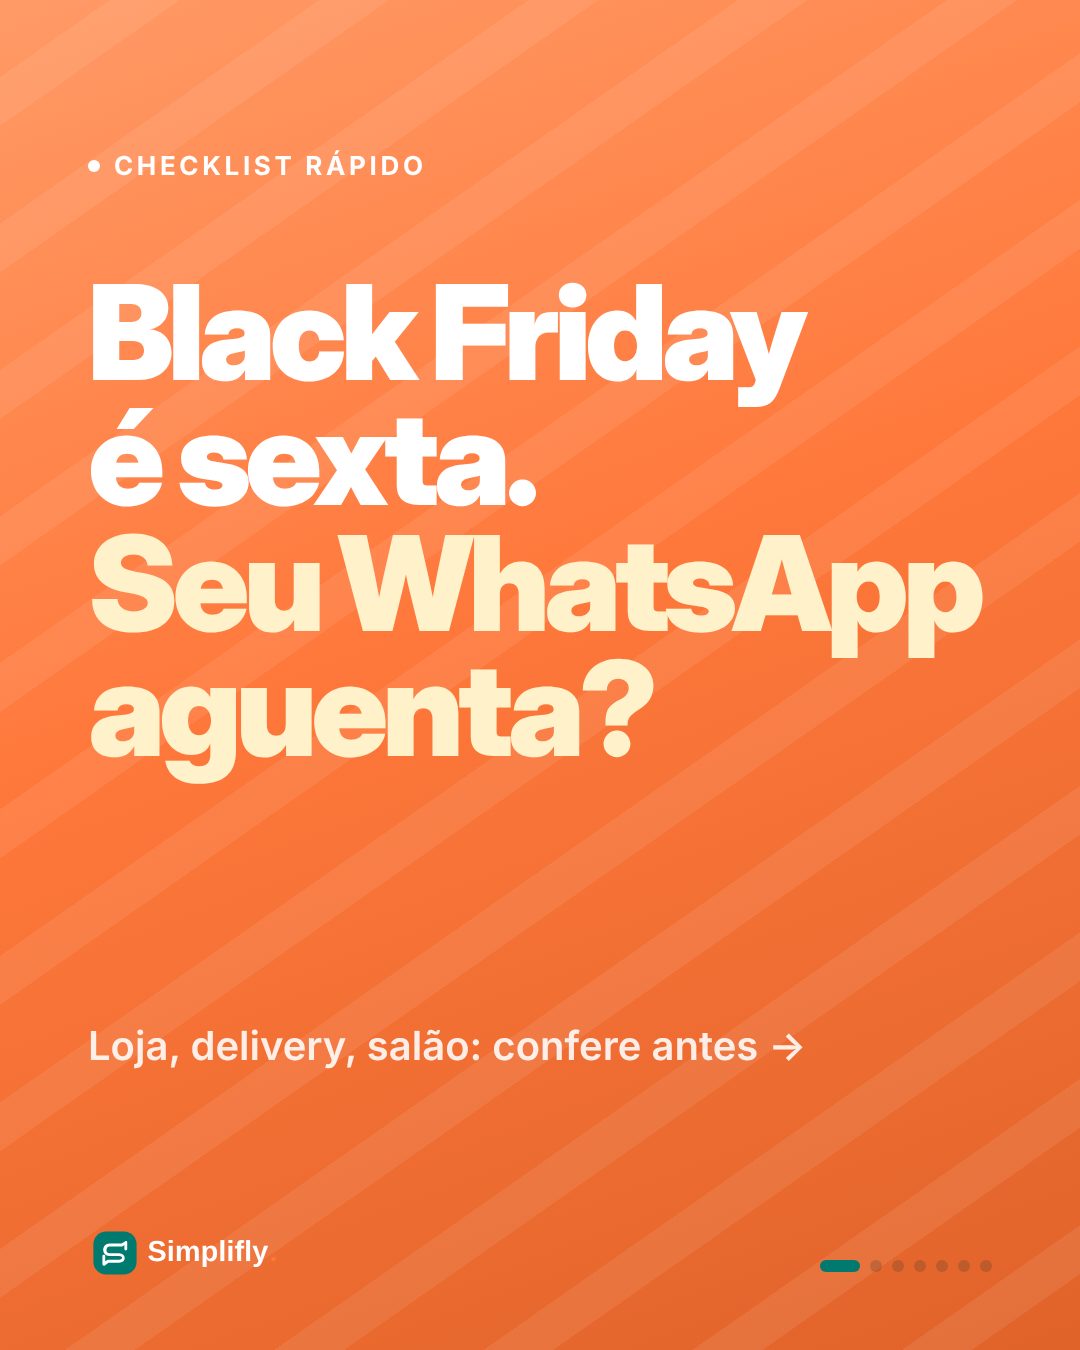 CHECKLIST RÁPIDO
Black Friday
é sexta.
Seu WhatsApp
aguenta?
Loja, delivery, salão: confere antes →
Simplifly